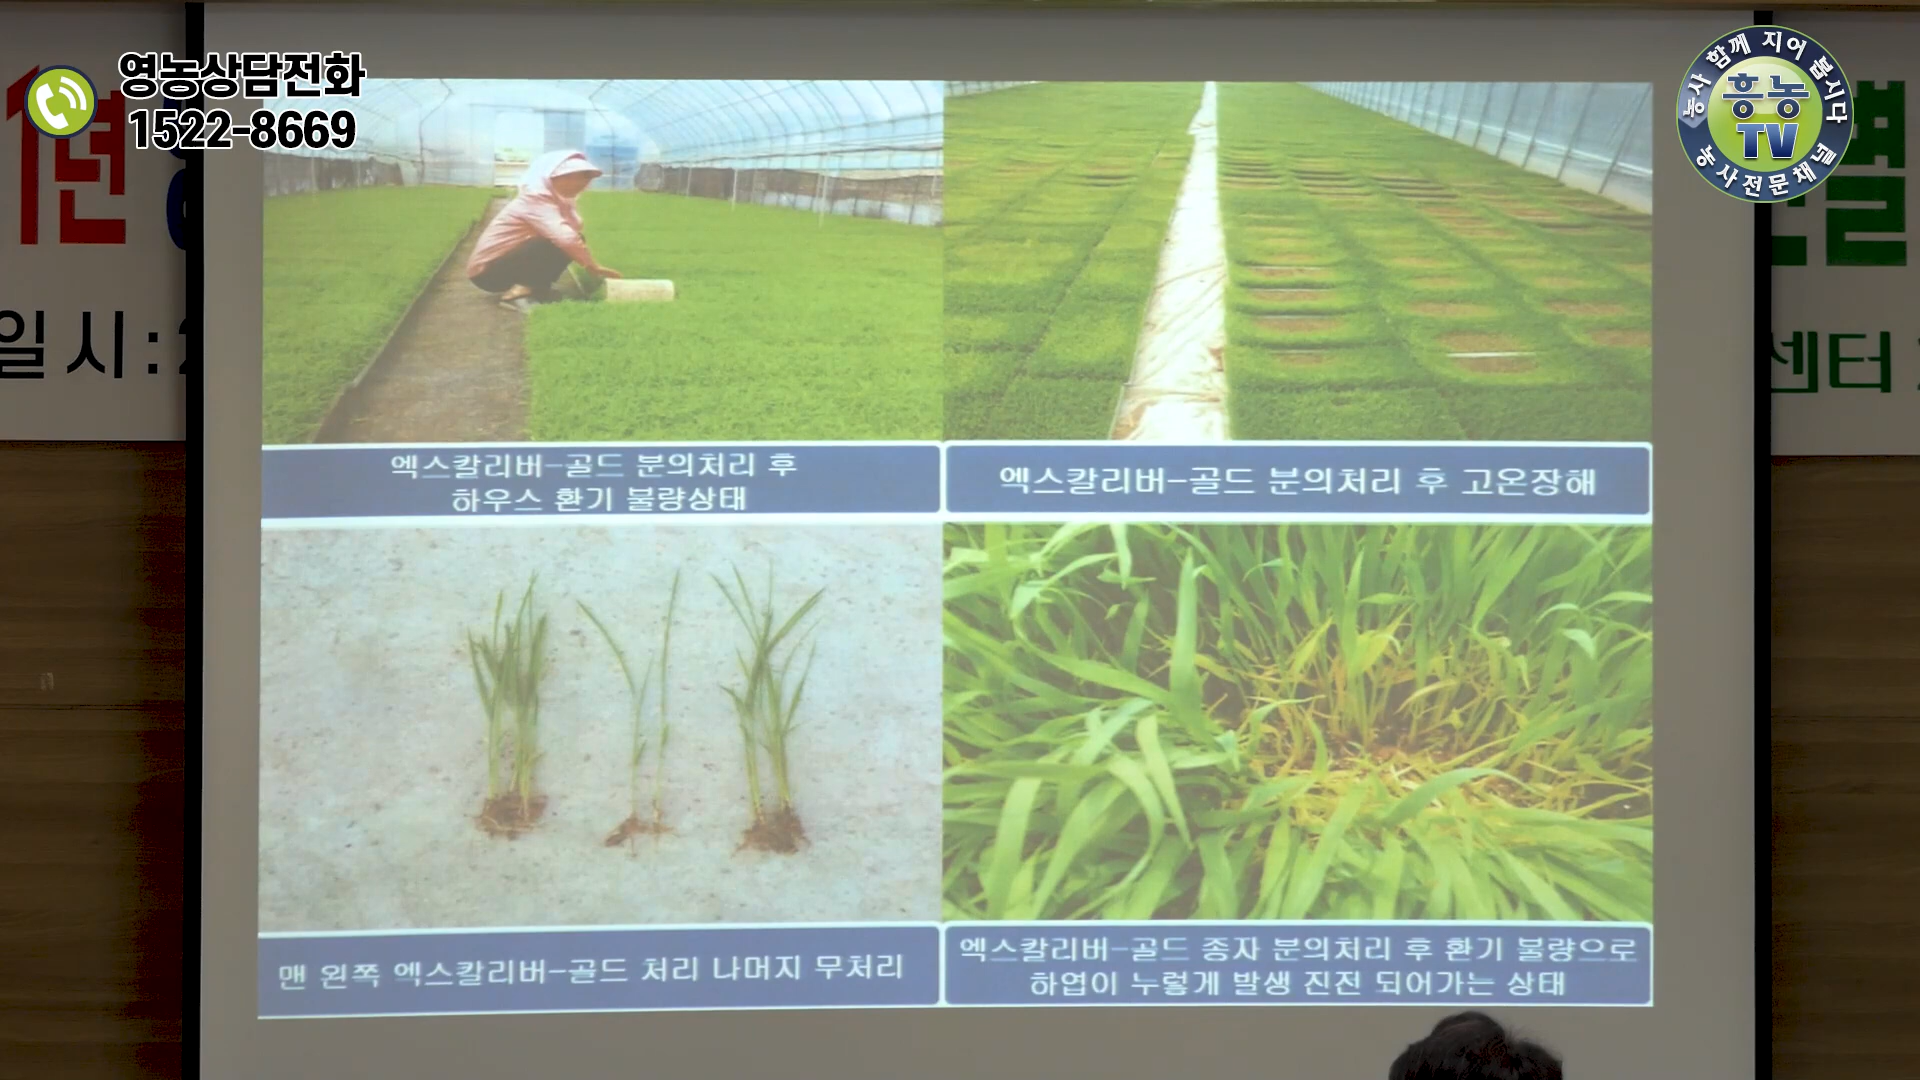 영농상담전화
1522-8669
농사 함께 지어 봅시다
흥농
TV
농사전문채널
년
별
일시:2
센터
엑스칼리버-골드 분의처리 후
하우스 환기 불량상태
엑스칼리버-골드 분의처리 후 고온장해
맨 왼쪽 엑스칼리버-골드 처리 나머지 무처리
엑스칼리버-골드 종자 분의처리 후 환기 불량으로
하엽이 누렇게 발생 진전 되어가는 상태